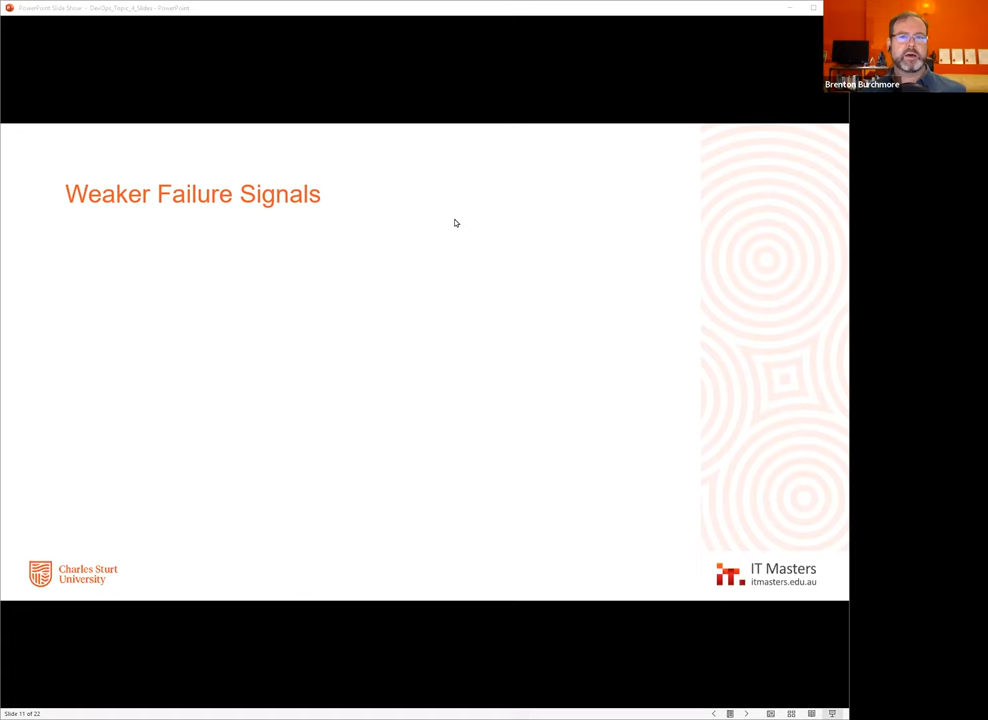 PowerPoint Slide Show - DevOps_Topic_4_Slides - PowerPoint
Brenton Burchmore
Weaker Failure Signals
Charles Sturt
University
IT Masters
itmasters.edu.au
Slide 11 of 22